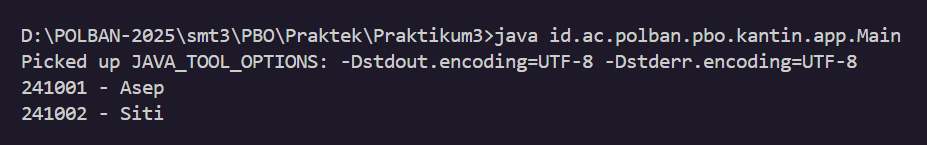 D:\POLBAN-2025\smt3\PBO\Praktek\Praktikum3>java id.ac.polban.pbo.kantin.app.Main
Picked up JAVA_TOOL_OPTIONS: -Dstdout.encoding=UTF-8 -Dstderr.encoding=UTF-8
241001 - Asep
241002 - Siti